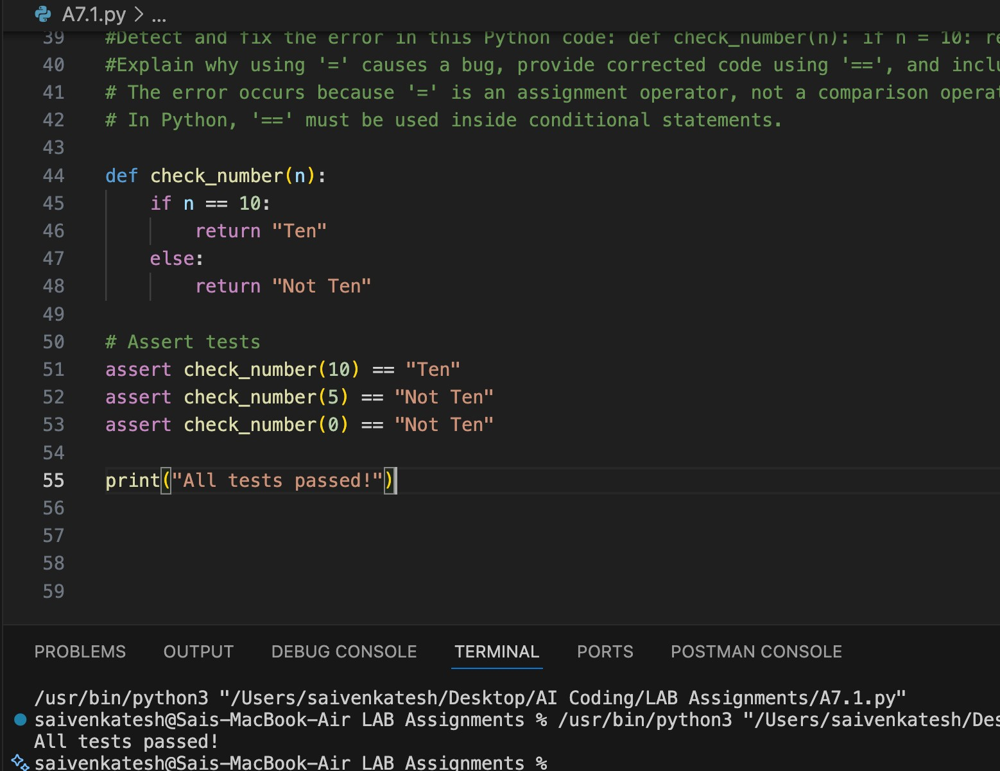 A7.1.py > ...
39 #Detect and fix the error in this Python code: def check_number(n): if n = 10: re
40 #Explain why using '=' causes a bug, provide corrected code using '==', and inclu
41 # The error occurs because '=' is an assignment operator, not a comparison operat
42 # In Python, '==' must be used inside conditional statements.
43
44 def check_number(n):
45     if n == 10:
46         return "Ten"
47     else:
48         return "Not Ten"
49
50 # Assert tests
51 assert check_number(10) == "Ten"
52 assert check_number(5) == "Not Ten"
53 assert check_number(0) == "Not Ten"
54
55 print("All tests passed!")
56
57
58
59
PROBLEMS OUTPUT DEBUG CONSOLE TERMINAL PORTS POSTMAN CONSOLE
/usr/bin/python3 "/Users/saivenkatesh/Desktop/AI Coding/LAB Assignments/A7.1.py"
saivenkatesh@Sais-MacBook-Air LAB Assignments % /usr/bin/python3 "/Users/saivenkatesh/Des
All tests passed!
saivenkatesh@Sais-MacBook-Air LAB Assignments %